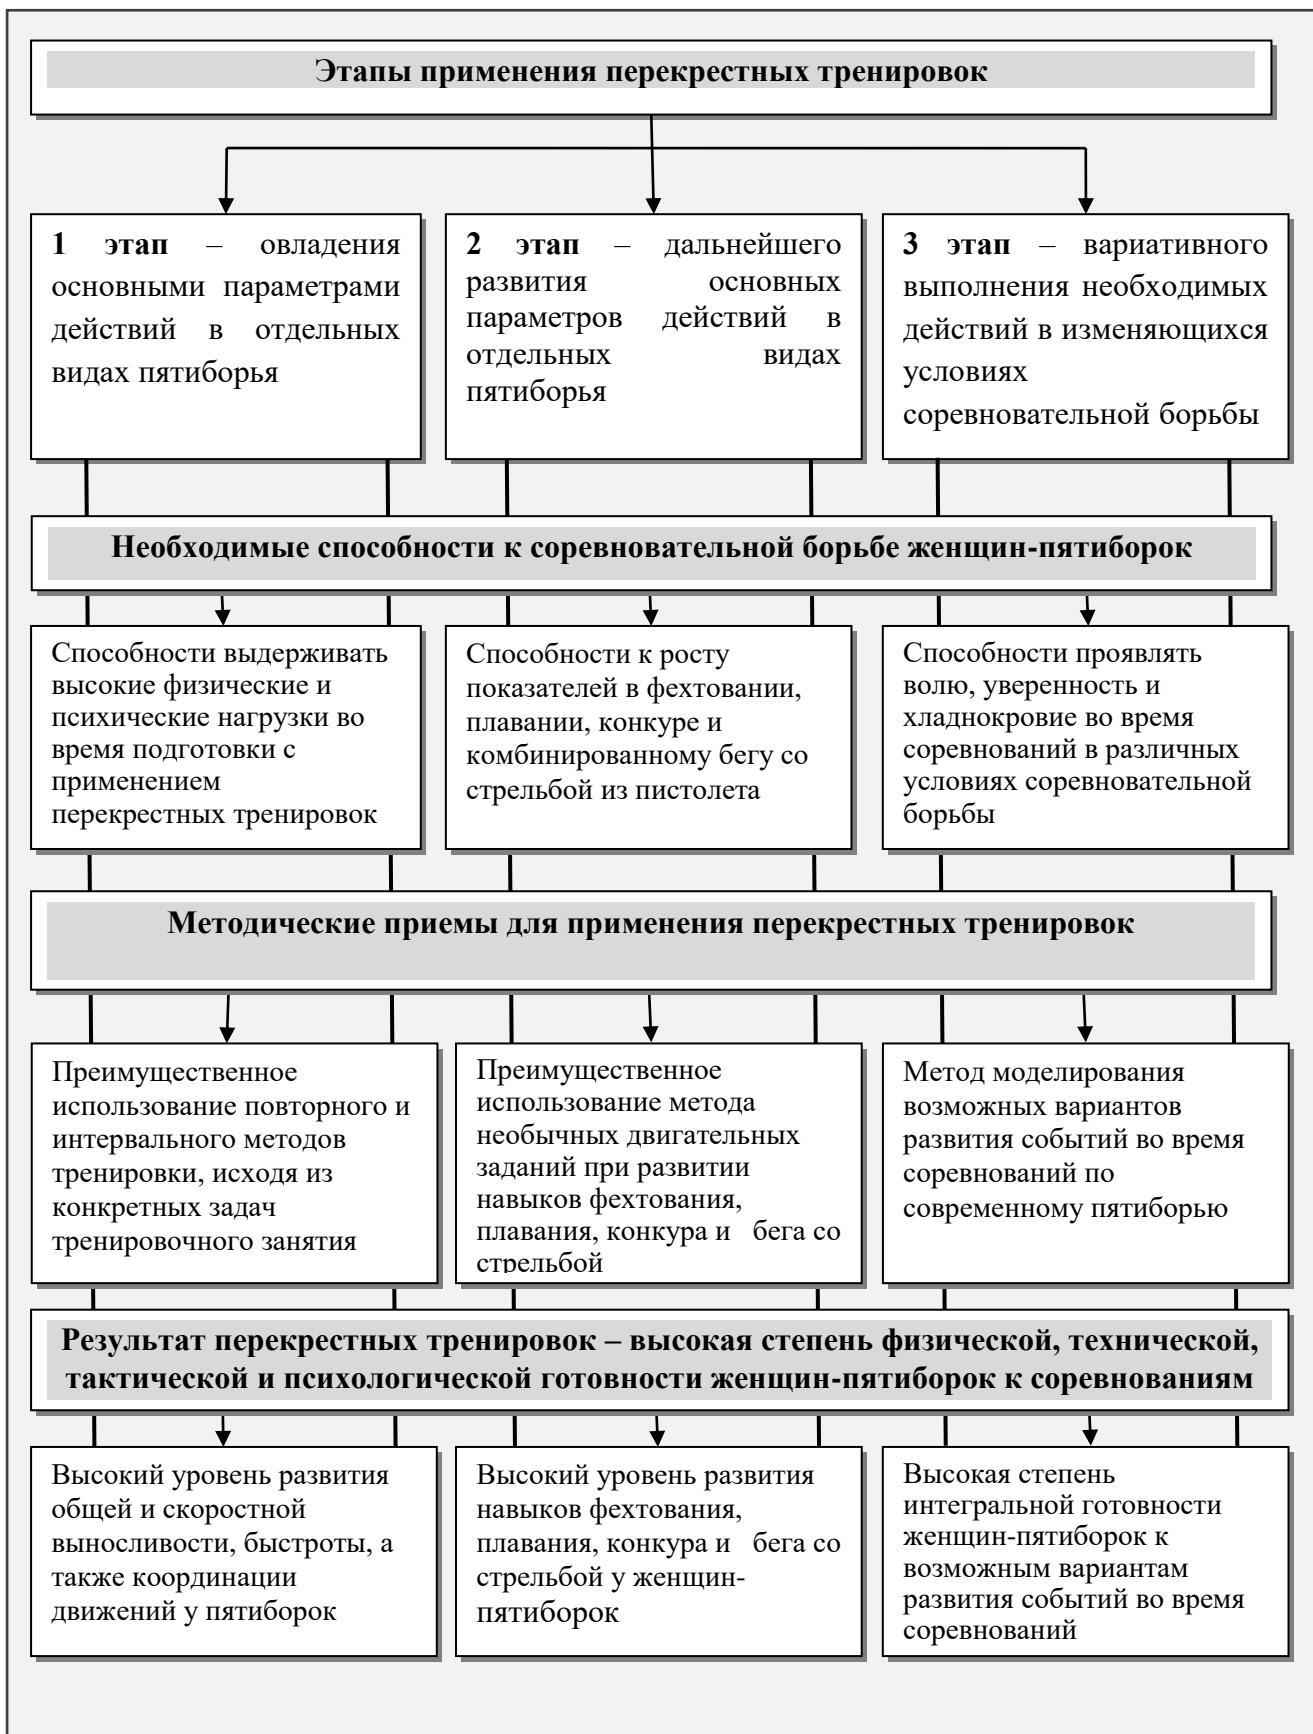 Этапы применения перекрестных тренировок
1 этап – овладения
основными параметрами
действий в отдельных
видах пятиборья
2 этап – дальнейшего
развития основных
параметров действий в
отдельных видах
пятиборья
3 этап – вариативного
выполнения необходимых
действий в изменяющихся
условиях
соревновательной борьбы
Необходимые способности к соревновательной борьбе женщин-пятиборок
Способности выдерживать
высокие физические и
психические нагрузки во
время подготовки с
применением
перекрестных тренировок
Способности к росту
показателей в фехтовании,
плавании, конкуре и
комбинированному бегу со
стрельбой из пистолета
Способности проявлять
волю, уверенность и
хладнокровие во время
соревнований в различных
условиях соревновательной
борьбы
Методические приемы для применения перекрестных тренировок
Преимущественное
использование повторного и
интервального методов
тренировки, исходя из
конкретных задач
тренировочного занятия
Преимущественное
использование метода
необычных двигательных
заданий при развитии
навыков фехтования,
плавания, конкура и бега со
стрельбой
Метод моделирования
возможных вариантов
развития событий во время
соревнований по
современному пятиборью
Результат перекрестных тренировок – высокая степень физической, технической,
тактической и психологической готовности женщин-пятиборок к соревнованиям
Высокий уровень развития
общей и скоростной
выносливости, быстроты, а
также координации
движений у пятиборок
Высокий уровень развития
навыков фехтования,
плавания, конкура и бега со
стрельбой у женщин-
пятиборок
Высокая степень
интегральной готовности
женщин-пятиборок к
возможным вариантам
развития событий во время
соревнований